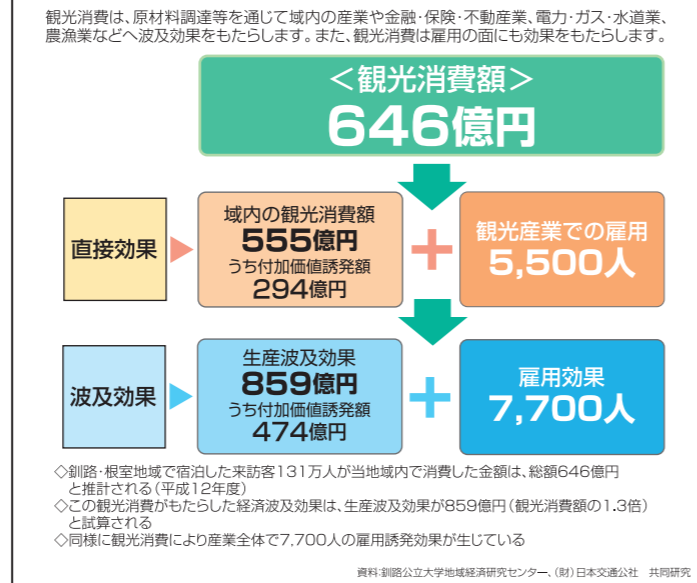 観光消費は、原材料調達等を通じて域内の産業や金融・保険・不動産業、電力・ガス・水道業、
農漁業などへ波及効果をもたらします。また、観光消費は雇用の面にも効果をもたらします。
＜観光消費額＞
646億円
直接効果
域内の観光消費額
555億円
うち付加価値誘発額
294億円
+
観光産業での雇用
5,500人
波及効果
生産波及効果
859億円
うち付加価値誘発額
474億円
+
雇用効果
7,700人
◇釧路・根室地域で宿泊した来訪客131万人が当地域内で消費した金額は、総額646億円
と推計される（平成12年度）
◇この観光消費がもたらした経済波及効果は、生産波及効果が859億円（観光消費額の1.3倍）
と試算される
◇同様に観光消費により産業全体で7,700人の雇用誘発効果が生じている
資料:釧路公立大学地域経済研究センター、（財）日本交通公社　共同研究